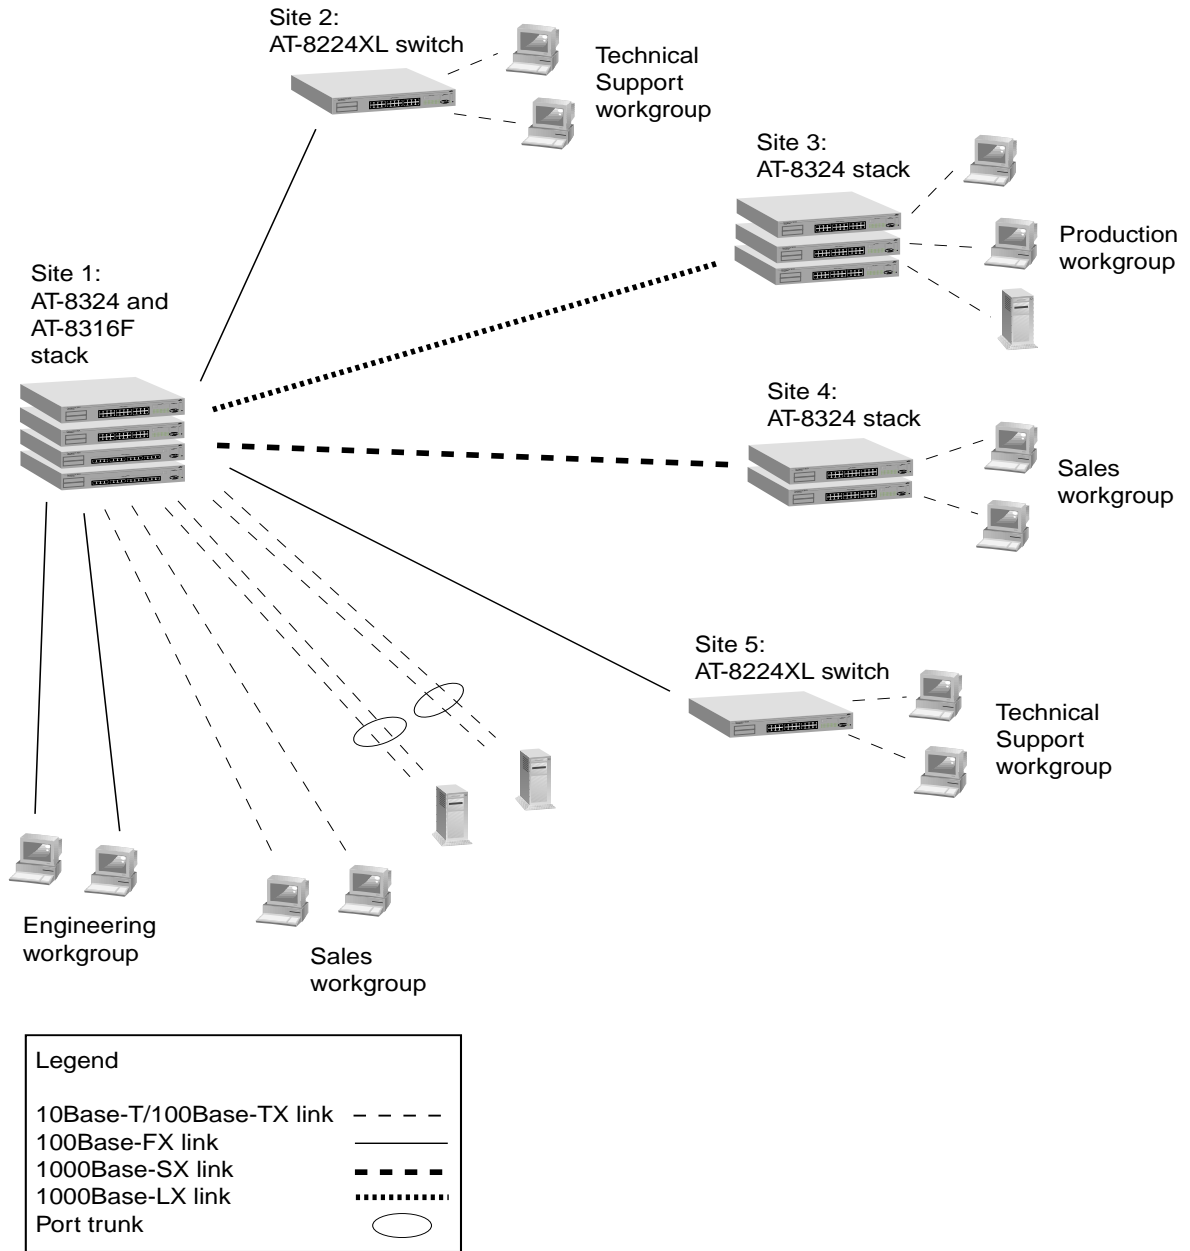 Site 2:
AT-8224XL switch
Technical
Support
workgroup
Site 3:
AT-8324 stack
Production
workgroup
Site 1:
AT-8324 and
AT-8316F
stack
Site 4:
AT-8324 stack
Sales
workgroup
Site 5:
AT-8224XL switch
Technical
Support
workgroup
Engineering
workgroup
Sales
workgroup
Legend
10Base-T/100Base-TX link
100Base-FX link
1000Base-SX link
1000Base-LX link
Port trunk